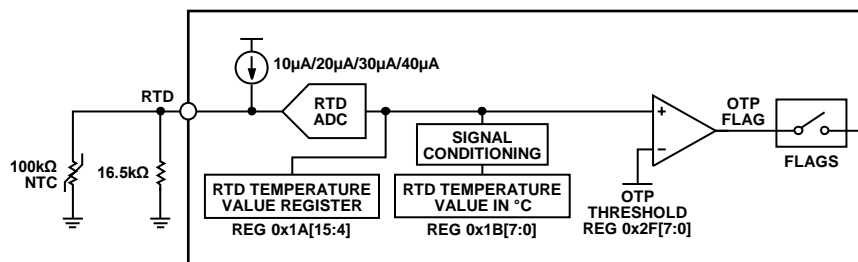 10µA/20µA/30µA/40µA
RTD
RTD
ADC
OTP
FLAG
SIGNAL
CONDITIONING
FLAGS
100kΩ
NTC
16.5kΩ
RTD TEMPERATURE
VALUE REGISTER
REG 0x1A[15:4]
RTD TEMPERATURE
VALUE IN °C
REG 0x1B[7:0]
OTP
THRESHOLD
REG 0x2F[7:0]
+
−